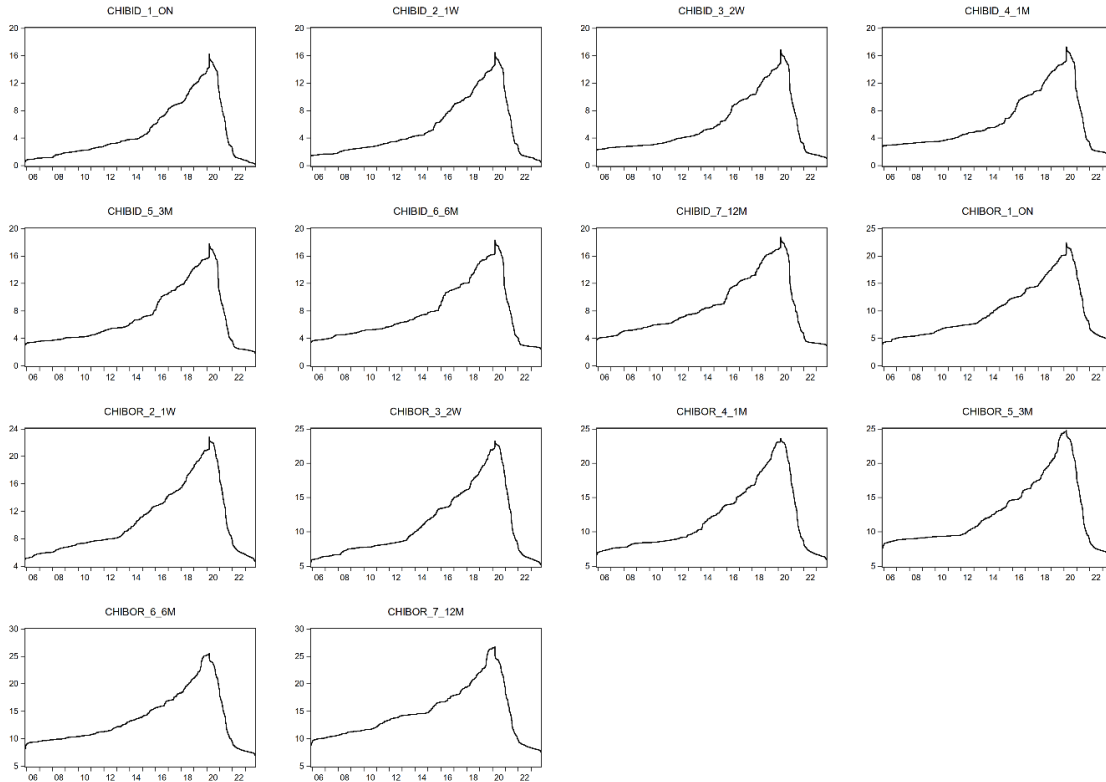 CHIBID_1_ON
CHIBID_2_1W
CHIBID_3_2W
CHIBID_4_1M
20 16 12 8 4 0
20 16 12 8 4 0
20 16 12 8 4 0
20 16 12 8 4 0
06 08 10 12 14 16 18 20 22
06 08 10 12 14 16 18 20 22
06 08 10 12 14 16 18 20 22
06 08 10 12 14 16 18 20 22
CHIBID_5_3M
CHIBID_6_6M
CHIBID_7_12M
CHIBOR_1_ON
20 16 12 8 4 0
20 16 12 8 4 0
20 16 12 8 4 0
25 20 15 10 5 0
06 08 10 12 14 16 18 20 22
06 08 10 12 14 16 18 20 22
06 08 10 12 14 16 18 20 22
06 08 10 12 14 16 18 20 22
CHIBOR_2_1W
CHIBOR_3_2W
CHIBOR_4_1M
CHIBOR_5_3M
24 20 16 12 8 4
25 20 15 10 5
25 20 15 10 5
25 20 15 10 5
06 08 10 12 14 16 18 20 22
06 08 10 12 14 16 18 20 22
06 08 10 12 14 16 18 20 22
06 08 10 12 14 16 18 20 22
CHIBOR_6_6M
CHIBOR_7_12M
30 25 20 15 10 5
30 25 20 15 10 5
06 08 10 12 14 16 18 20 22
06 08 10 12 14 16 18 20 22